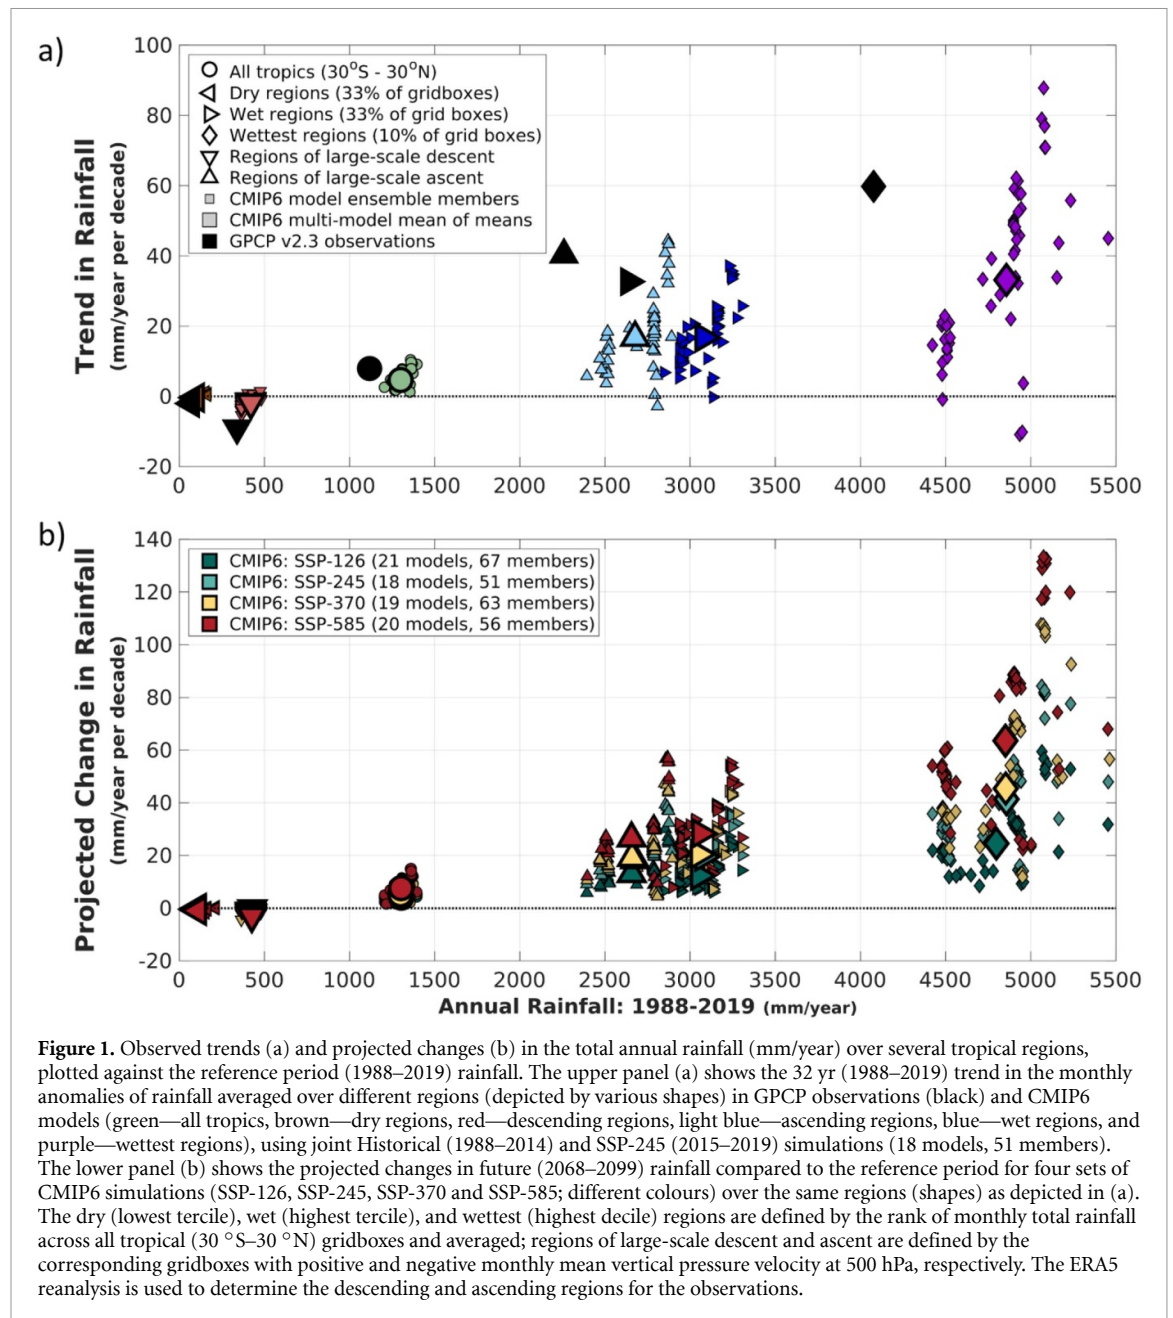 a)
Trend in Rainfall
(mm/year per decade)
100
80
60
40
20
0
-20
All tropics (30°S - 30°N)
Dry regions (33% of gridboxes)
Wet regions (33% of grid boxes)
Wettest regions (10% of grid boxes)
Regions of large-scale descent
Regions of large-scale ascent
CMIP6 model ensemble members
CMIP6 multi-model mean of means
GPCP v2.3 observations
0 500 1000 1500 2000 2500 3000 3500 4000 4500 5000 5500
b)
Projected Change in Rainfall
(mm/year per decade)
140
120
100
80
60
40
20
0
-20
CMIP6: SSP-126 (21 models, 67 members)
CMIP6: SSP-245 (18 models, 51 members)
CMIP6: SSP-370 (19 models, 63 members)
CMIP6: SSP-585 (20 models, 56 members)
0 500 1000 1500 2000 2500 3000 3500 4000 4500 5000 5500
Annual Rainfall: 1988-2019 (mm/year)
Figure 1. Observed trends (a) and projected changes (b) in the total annual rainfall (mm/year) over several tropical regions,
plotted against the reference period (1988–2019) rainfall. The upper panel (a) shows the 32 yr (1988–2019) trend in the monthly
anomalies of rainfall averaged over different regions (depicted by various shapes) in GPCP observations (black) and CMIP6
models (green—all tropics, brown—dry regions, red—descending regions, light blue—ascending regions, blue—wet regions, and
purple—wettest regions), using joint Historical (1988–2014) and SSP-245 (2015–2019) simulations (18 models, 51 members).
The lower panel (b) shows the projected changes in future (2068–2099) rainfall compared to the reference period for four sets of
CMIP6 simulations (SSP-126, SSP-245, SSP-370 and SSP-585; different colours) over the same regions (shapes) as depicted in (a).
The dry (lowest tercile), wet (highest tercile), and wettest (highest decile) regions are defined by the rank of monthly total rainfall
across all tropical (30 °S–30 °N) gridboxes and averaged; regions of large-scale descent and ascent are defined by the
corresponding gridboxes with positive and negative monthly mean vertical pressure velocity at 500 hPa, respectively. The ERA5
reanalysis is used to determine the descending and ascending regions for the observations.